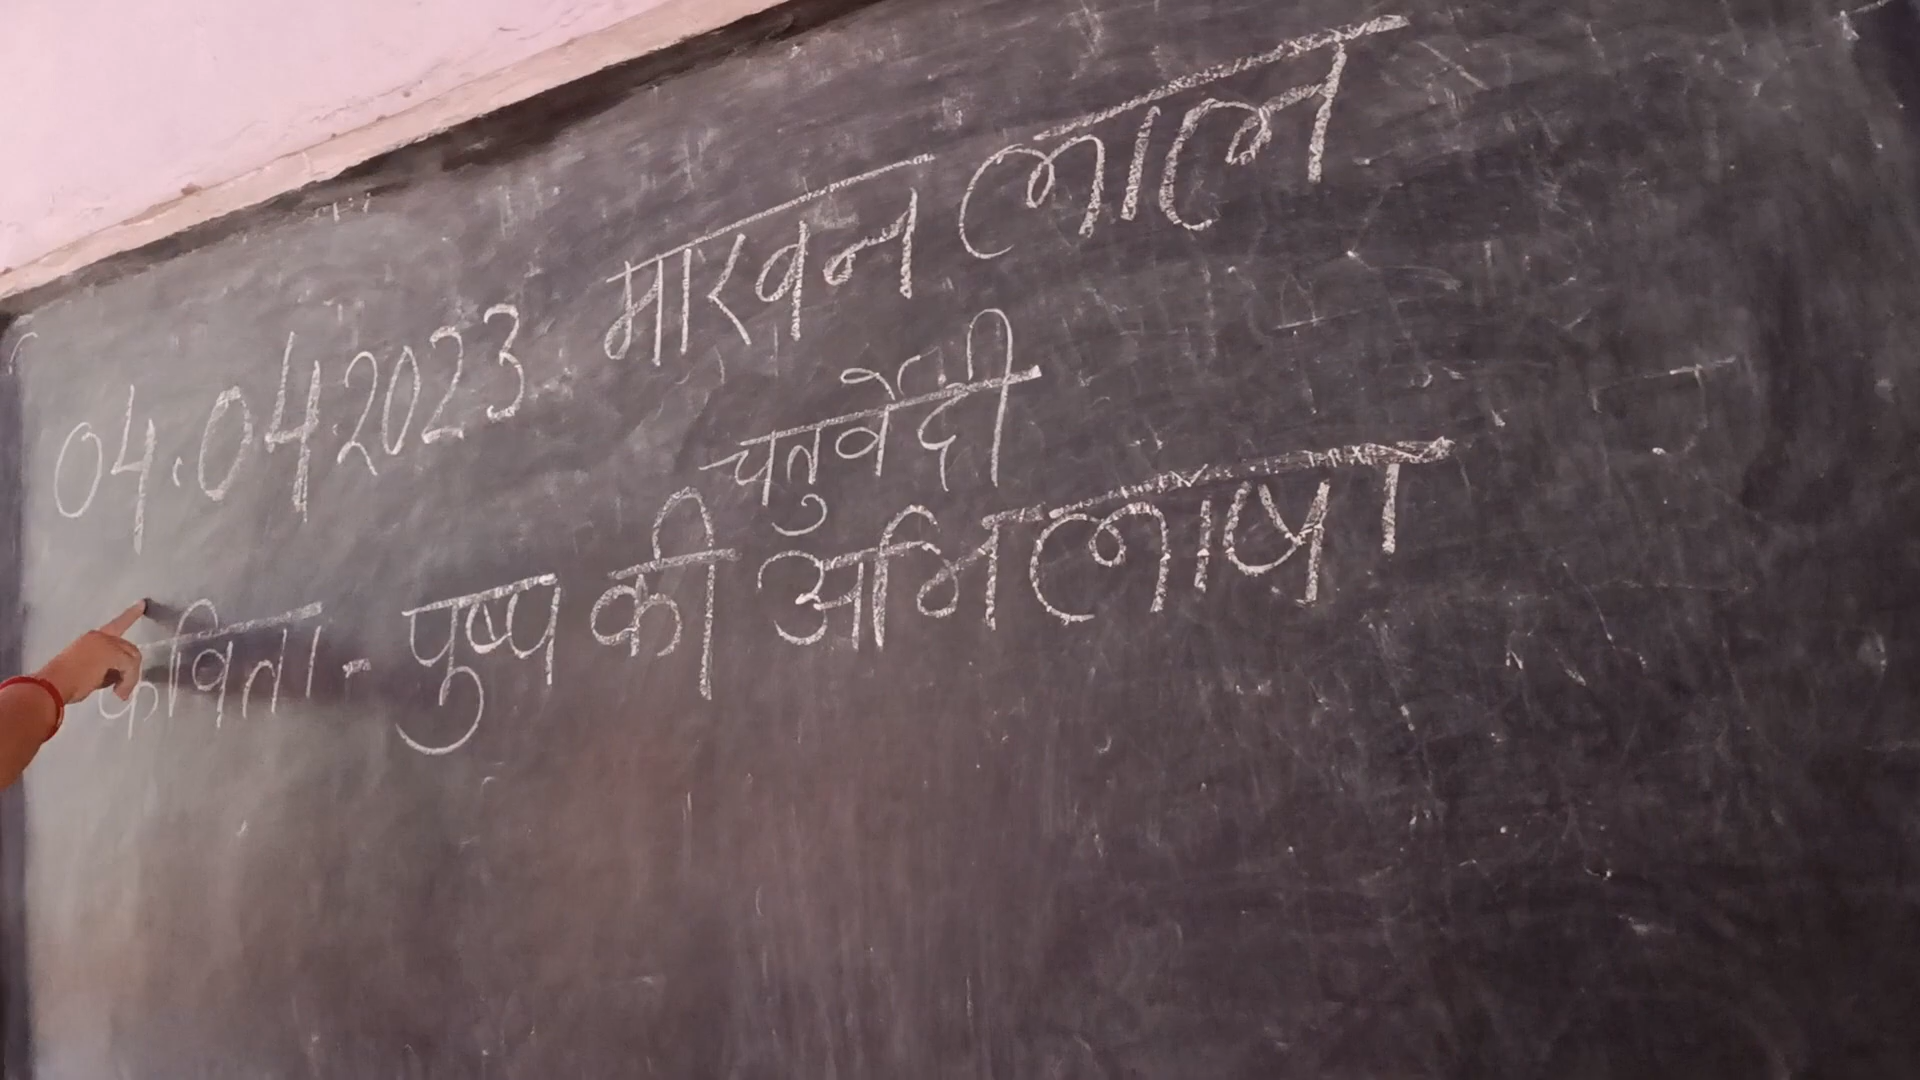 04.04.2023 माखन लाल
चतुर्वेदी
कविता - पुष्प की अभिलाषा